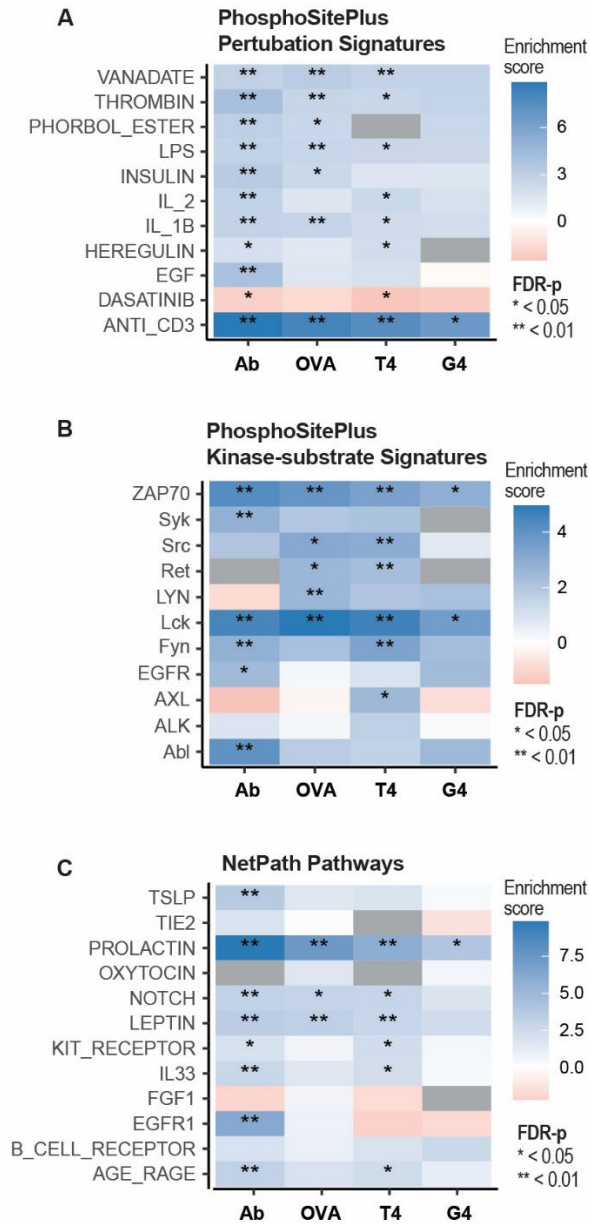 A
PhosphoSitePlus
Pertubation Signatures
VANADATE ** ** **
THROMBIN ** ** *
PHORBOL_ESTER ** *
LPS ** ** *
INSULIN ** *
IL_2 ** *
IL_1B ** ** *
HEREGULIN * *
EGF **
DASATINIB * *
ANTI_CD3 ** ** ** *
Ab OVA T4 G4
Enrichment
score
6
3
0
FDR-p
* < 0.05
** < 0.01
B
PhosphoSitePlus
Kinase-substrate Signatures
ZAP70 ** ** ** *
Syk **
Src * **
Ret * **
LYN **
Lck ** ** ** *
Fyn ** **
EGFR *
AXL *
ALK
Abl **
Ab OVA T4 G4
Enrichment
score
4
2
0
FDR-p
* < 0.05
** < 0.01
C
NetPath Pathways
TSLP **
TIE2
PROLACTIN ** ** ** *
OXYTOCIN
NOTCH ** * *
LEPTIN ** ** **
KIT_RECEPTOR * *
IL33 ** *
FGF1
EGFR1 **
B_CELL_RECEPTOR
AGE_RAGE ** *
Ab OVA T4 G4
Enrichment
score
7.5
5.0
2.5
0.0
FDR-p
* < 0.05
** < 0.01